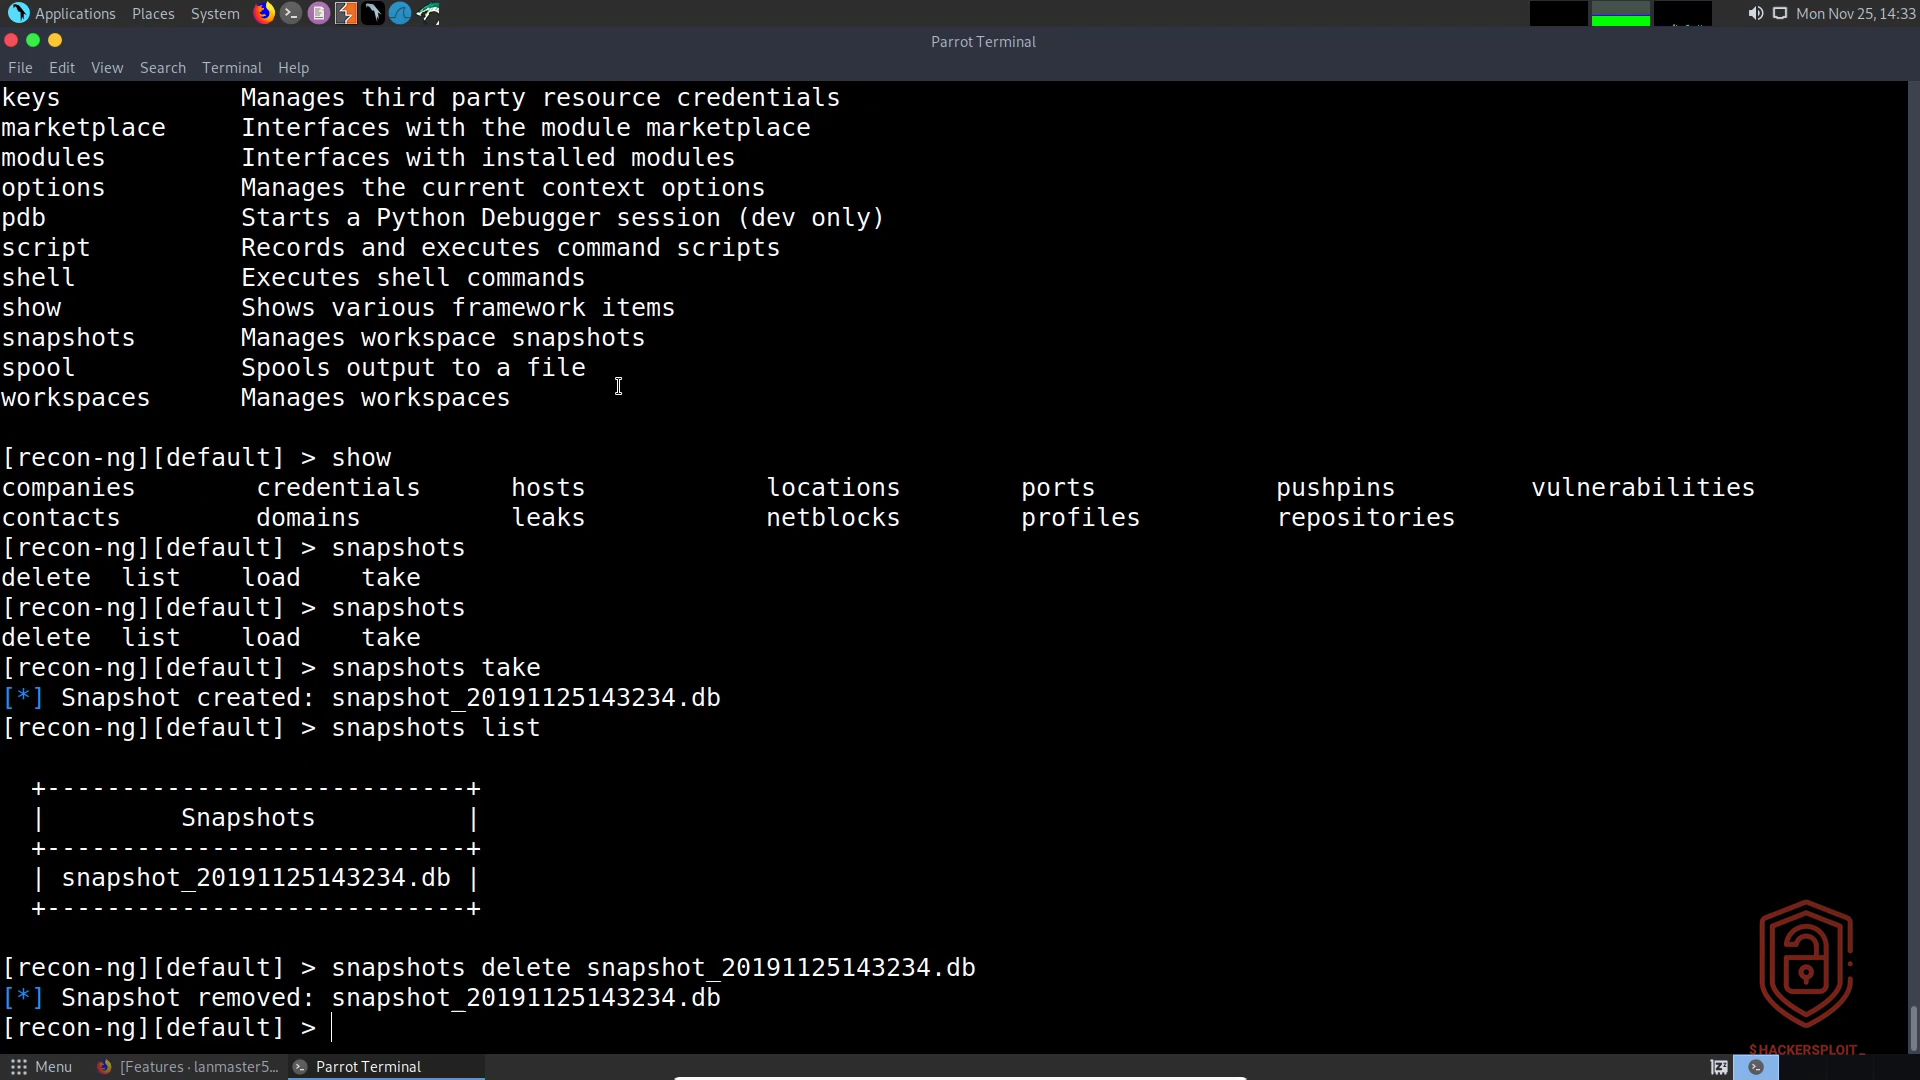 Applications Places System Mon Nov 25, 14:33
Parrot Terminal
File Edit View Search Terminal Help
keys Manages third party resource credentials
marketplace Interfaces with the module marketplace
modules Interfaces with installed modules
options Manages the current context options
pdb Starts a Python Debugger session (dev only)
script Records and executes command scripts
shell Executes shell commands
show Shows various framework items
snapshots Manages workspace snapshots
spool Spools output to a file
workspaces Manages workspaces
[recon-ng][default] > show
companies credentials hosts locations ports pushpins vulnerabilities
contacts domains leaks netblocks profiles repositories
[recon-ng][default] > snapshots
delete list load take
[recon-ng][default] > snapshots
delete list load take
[recon-ng][default] > snapshots take
[*] Snapshot created: snapshot_20191125143234.db
[recon-ng][default] > snapshots list
+----------------------------+
| Snapshots |
+----------------------------+
| snapshot_20191125143234.db |
+----------------------------+
[recon-ng][default] > snapshots delete snapshot_20191125143234.db
[*] Snapshot removed: snapshot_20191125143234.db
[recon-ng][default] >
$HACKERSPLOIT_
Menu [Features · lanmaster5... Parrot Terminal